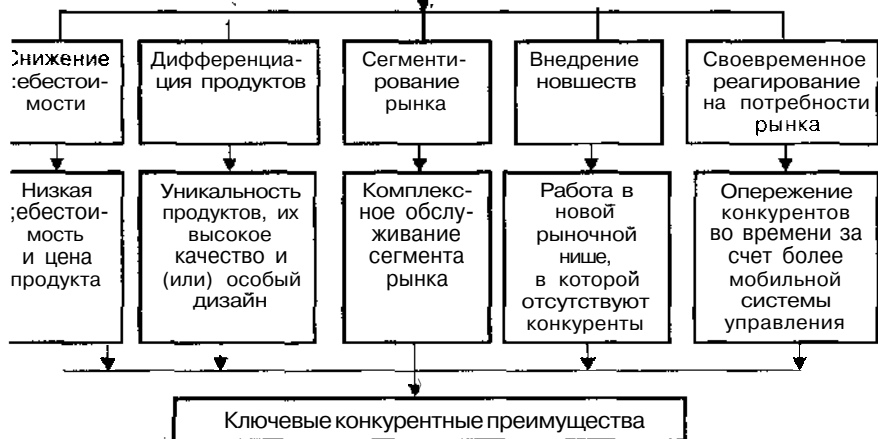 Снижение
себестои-
мости
Дифференциа-
ция продуктов
Сегменти-
рование
рынка
Внедрение
новшеств
Своевременное
реагирование
на потребности
рынка
Низкая
себестои-
мость
и цена
продукта
Уникальность
продуктов, их
высокое
качество и
(или) особый
дизайн
Комплекс-
ное обслу-
живание
сегмента
рынка
Работа в
новой
рыночной
нише,
в которой
отсутствуют
конкуренты
Опережение
конкурентов
во времени за
счет более
мобильной
системы
управления
Ключевые конкурентные преимущества